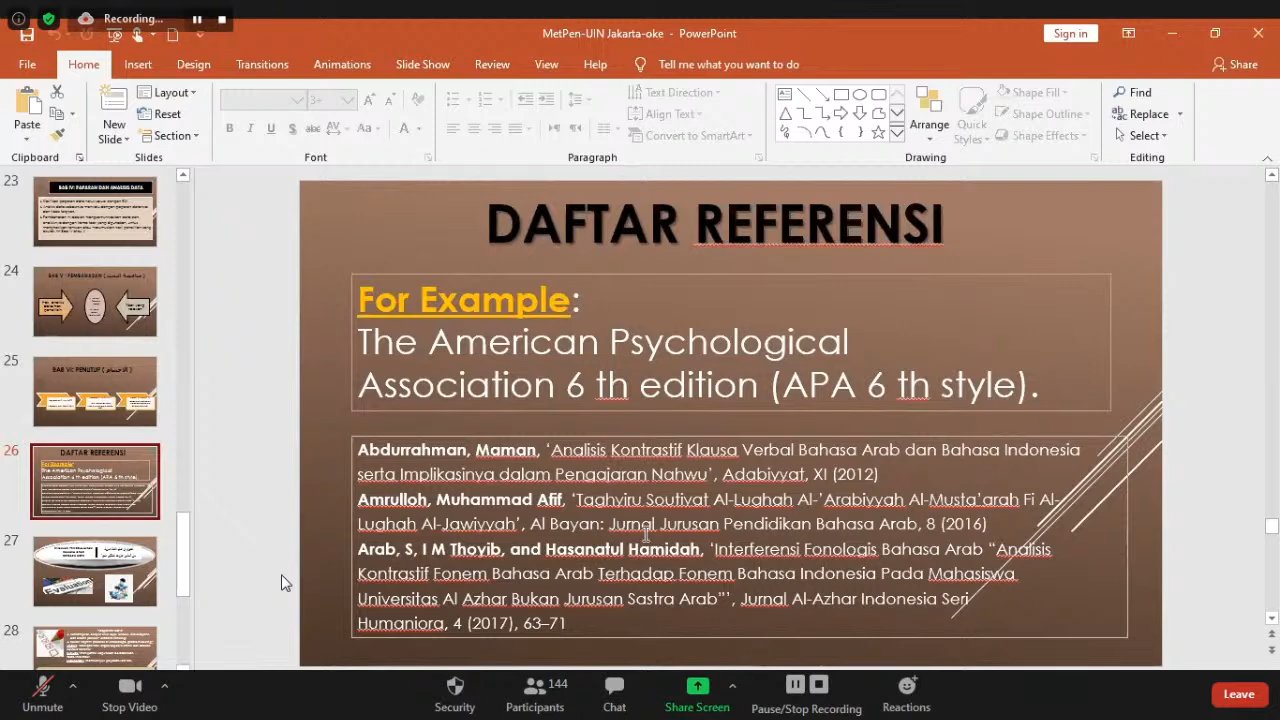 Recording...
MetPen-UIN Jakarta-oke - PowerPoint
Sign in
File Home Insert Design Transitions Animations Slide Show Review View Help Tell me what you want to do Share
Paste
New Slide
Layout
Reset
Section
Text Direction
Align Text
Convert to SmartArt
Arrange
Quick Styles
Shape Fill
Shape Outline
Shape Effects
Find
Replace
Select
Clipboard Slides Font Paragraph Drawing Editing
23
24
25
26
DAFTAR REFERENSI
27
28
DAFTAR REFERENSI
For Example:
The American Psychological
Association 6 th edition (APA 6 th style).
Abdurrahman, Maman, ‘Analisis Kontrastif Klausa Verbal Bahasa Arab dan Bahasa Indonesia
serta Implikasinya dalam Pengajaran Nahwu’, Adabiyyat, XI (2012)
Amrulloh, Muhammad Afif, ‘Taghyiru Soutiyat Al-Lughah Al-’Arabiyyah Al-Musta’arah Fi Al-
Lughah Al-Jawiyyah’, Al Bayan: Jurnal Jurusan Pendidikan Bahasa Arab, 8 (2016)
Arab, S, I M Thoyib, and Hasanatul Hamidah, ‘Interferensi Fonologis Bahasa Arab “Analisis
Kontrastif Fonem Bahasa Arab Terhadap Fonem Bahasa Indonesia Pada Mahasiswa
Universitas Al Azhar Bukan Jurusan Sastra Arab”’, Jurnal Al-Azhar Indonesia Seri
Humaniora, 4 (2017), 63–71
Unmute
Stop Video
Security
144
Participants
Chat
Share Screen
Pause/Stop Recording
Reactions
Leave